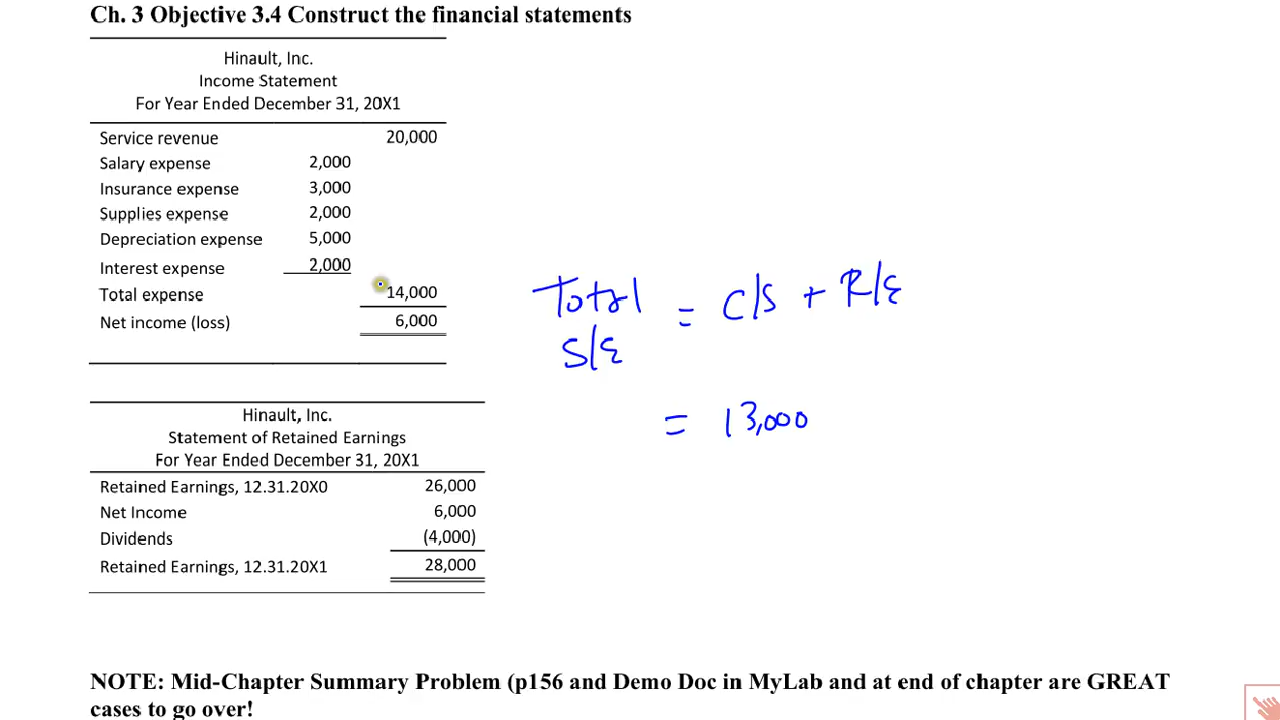 Ch. 3 Objective 3.4 Construct the financial statements
Hinault, Inc.
Income Statement
For Year Ended December 31, 20X1
Service revenue 20,000
Salary expense 2,000
Insurance expense 3,000
Supplies expense 2,000
Depreciation expense 5,000
Interest expense 2,000
Total expense 14,000
Net income (loss) 6,000
Total S/E = C/S + R/E
= 13,000
Hinault, Inc.
Statement of Retained Earnings
For Year Ended December 31, 20X1
Retained Earnings, 12.31.20X0 26,000
Net Income 6,000
Dividends (4,000)
Retained Earnings, 12.31.20X1 28,000
NOTE: Mid-Chapter Summary Problem (p156 and Demo Doc in MyLab and at end of chapter are GREAT
cases to go over!